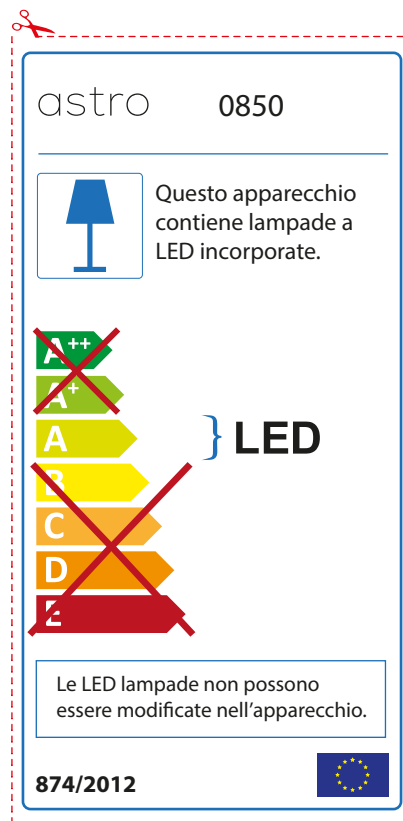 astro 0850
Questo apparecchio
contiene lampade a
LED incorporate.
A++
A+
A
} LED
B
C
D
E
Le LED lampade non possono
essere modificate nell’apparecchio.
874/2012